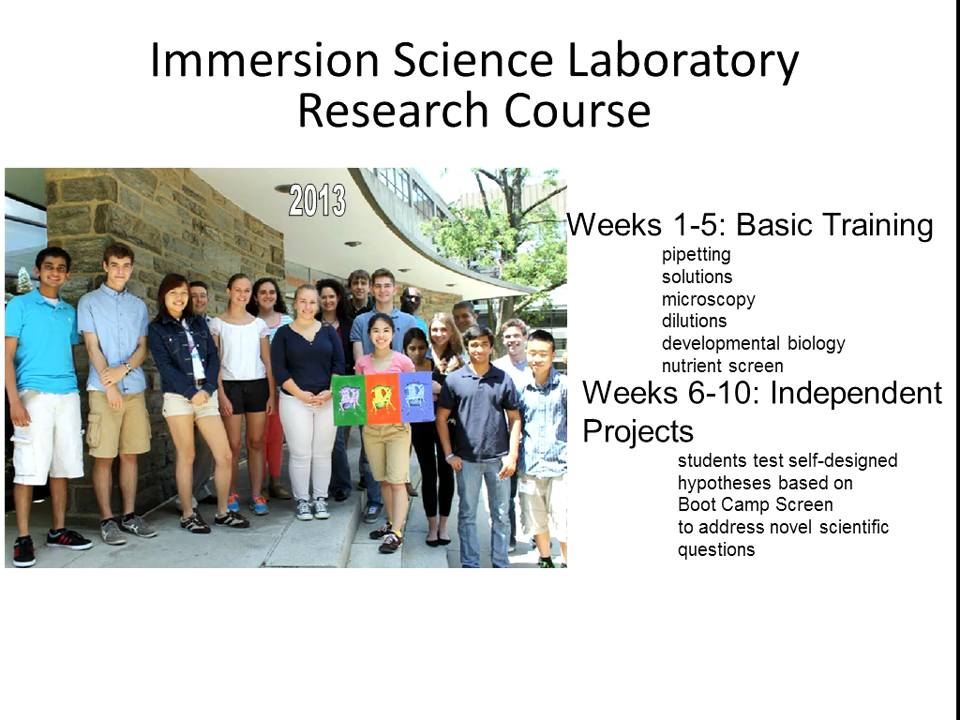 Immersion Science Laboratory
Research Course
2013
Weeks 1-5: Basic Training
pipetting
solutions
microscopy
dilutions
developmental biology
nutrient screen
Weeks 6-10: Independent
Projects
students test self-designed
hypotheses based on
Boot Camp Screen
to address novel scientific
questions